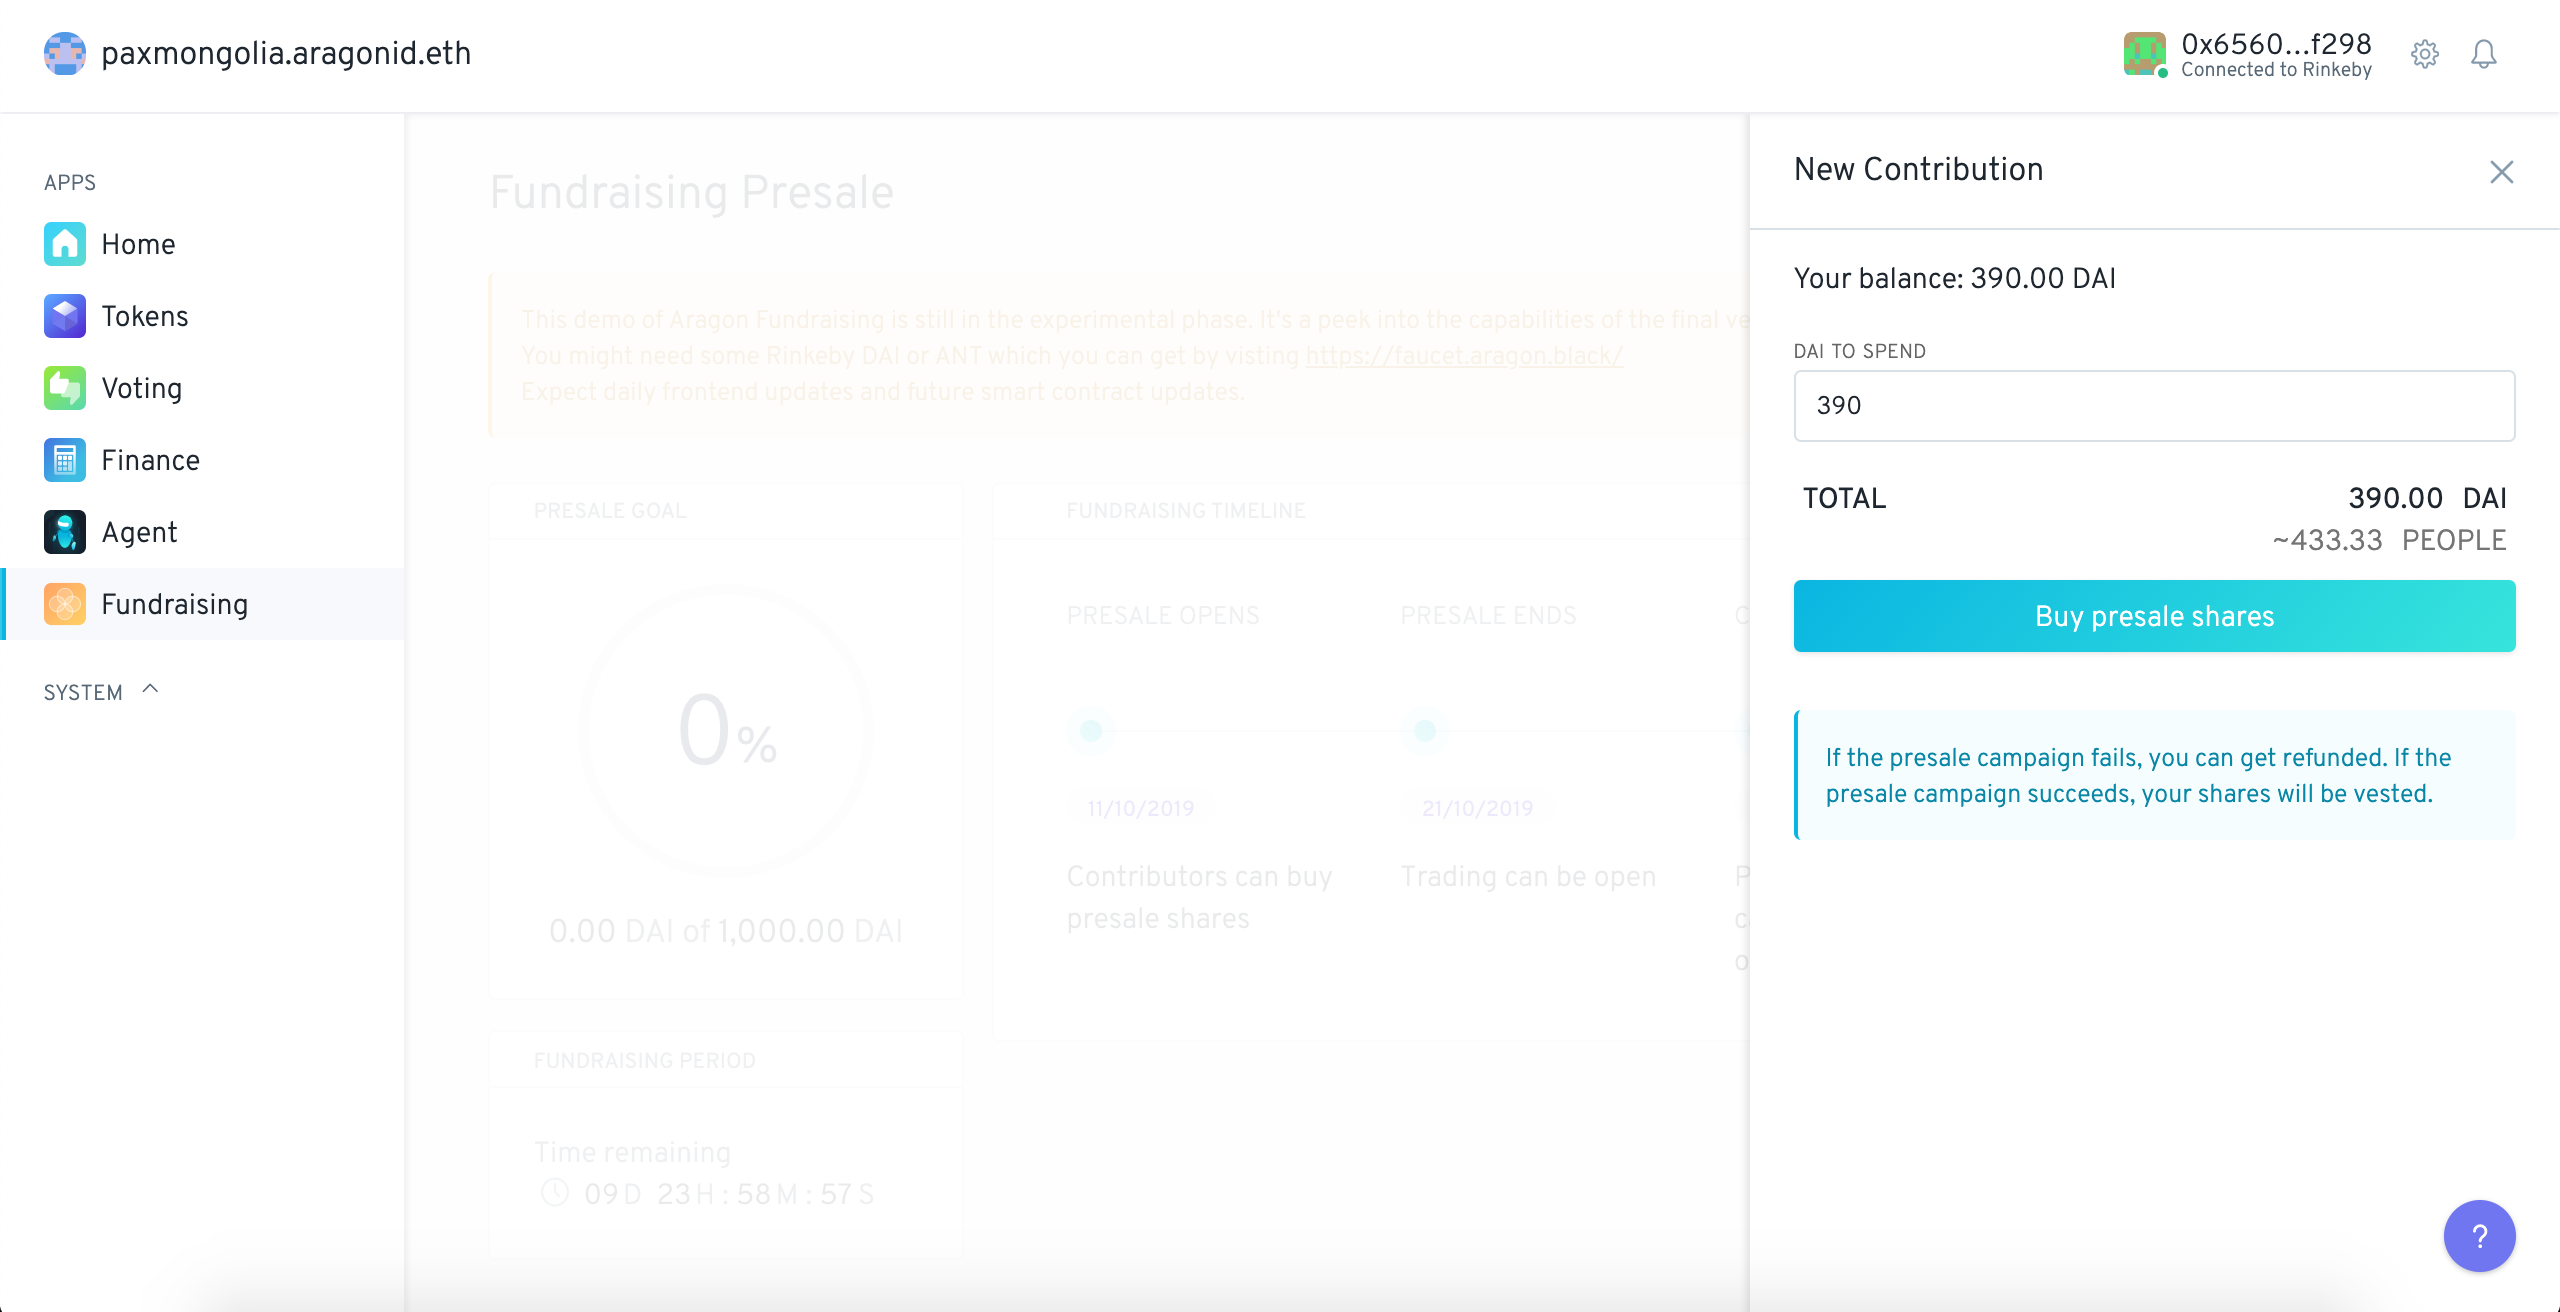 paxmongolia.aragonid.eth
0x6560...f298
Connected to Rinkeby
APPS
Home
Tokens
Voting
Finance
Agent
Fundraising
SYSTEM
Fundraising Presale
This demo of Aragon Fundraising is still in the experimental phase. It's a peek into the capabilities of the final ve
You might need some Rinkeby DAI or ANT which you can get by visting https://faucet.aragon.black/
Expect daily frontend updates and future smart contract updates.
PRESALE GOAL
0%
0.00 DAI of 1,000.00 DAI
FUNDRAISING PERIOD
Time remaining
09D 23H : 58M : 57S
FUNDRAISING TIMELINE
PRESALE OPENS
11/10/2019
Contributors can buy
presale shares
PRESALE ENDS
21/10/2019
Trading can be open
New Contribution
Your balance: 390.00 DAI
DAI TO SPEND
390
TOTAL 390.00 DAI
~433.33 PEOPLE
Buy presale shares
If the presale campaign fails, you can get refunded. If the
presale campaign succeeds, your shares will be vested.
?